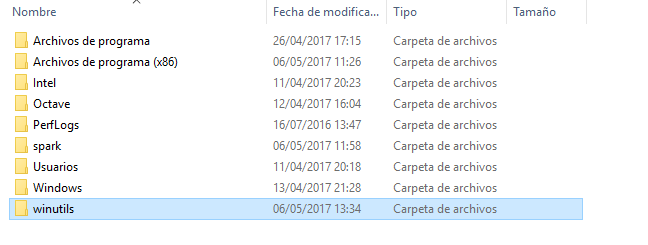 Nombre Fecha de modifica... Tipo Tamaño
Archivos de programa 26/04/2017 17:15 Carpeta de archivos
Archivos de programa (x86) 06/05/2017 11:26 Carpeta de archivos
Intel 11/04/2017 20:23 Carpeta de archivos
Octave 12/04/2017 16:04 Carpeta de archivos
PerfLogs 16/07/2016 13:47 Carpeta de archivos
spark 06/05/2017 11:58 Carpeta de archivos
Usuarios 11/04/2017 20:18 Carpeta de archivos
Windows 13/04/2017 21:28 Carpeta de archivos
winutils 06/05/2017 13:34 Carpeta de archivos